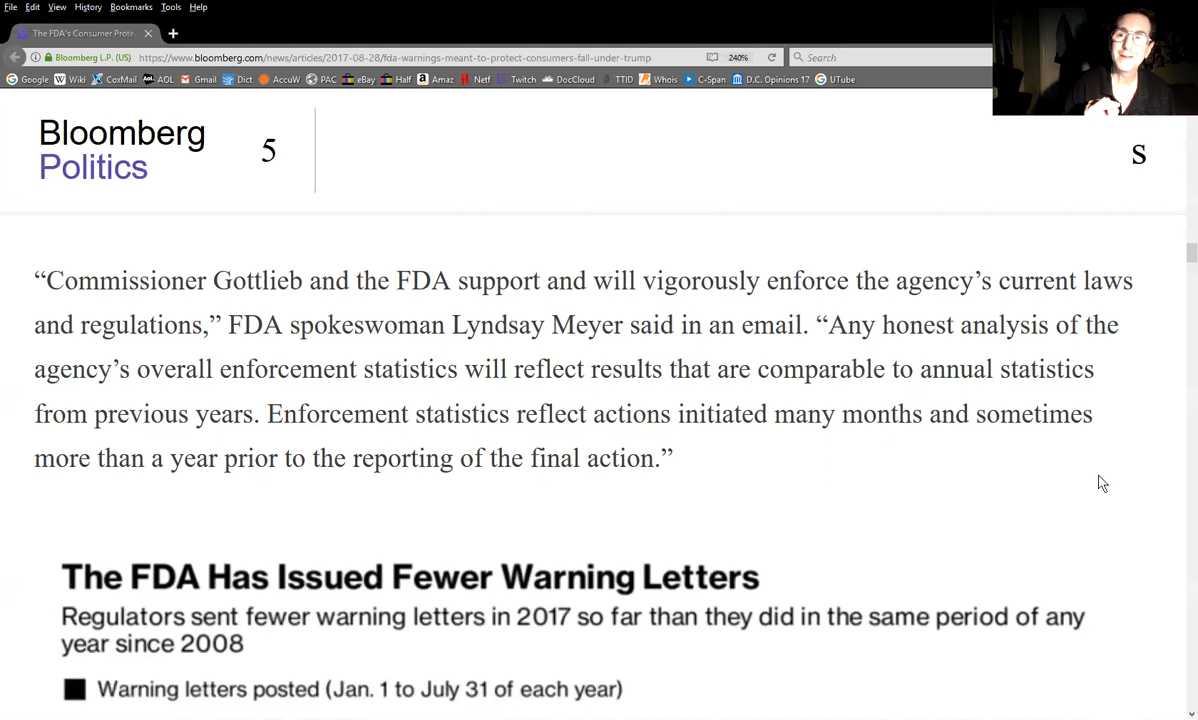 File Edit View History Bookmarks Tools Help
The FDA's Consumer Prote
Bloomberg L.P. (US) https://www.bloomberg.com/news/articles/2017-08-28/fda-warnings-meant-to-protect-consumers-fall-under-trump 240% Search
Google Wiki CoxMail AOL Gmail Dict AccuW PAC eBay Half Amaz Netf Twitch DocCloud TTID Whois C-Span D.C. Opinions 17 UTube
Bloomberg
Politics
5
s
“Commissioner Gottlieb and the FDA support and will vigorously enforce the agency’s current laws
and regulations,” FDA spokeswoman Lyndsay Meyer said in an email. “Any honest analysis of the
agency’s overall enforcement statistics will reflect results that are comparable to annual statistics
from previous years. Enforcement statistics reflect actions initiated many months and sometimes
more than a year prior to the reporting of the final action.”
The FDA Has Issued Fewer Warning Letters
Regulators sent fewer warning letters in 2017 so far than they did in the same period of any
year since 2008
Warning letters posted (Jan. 1 to July 31 of each year)